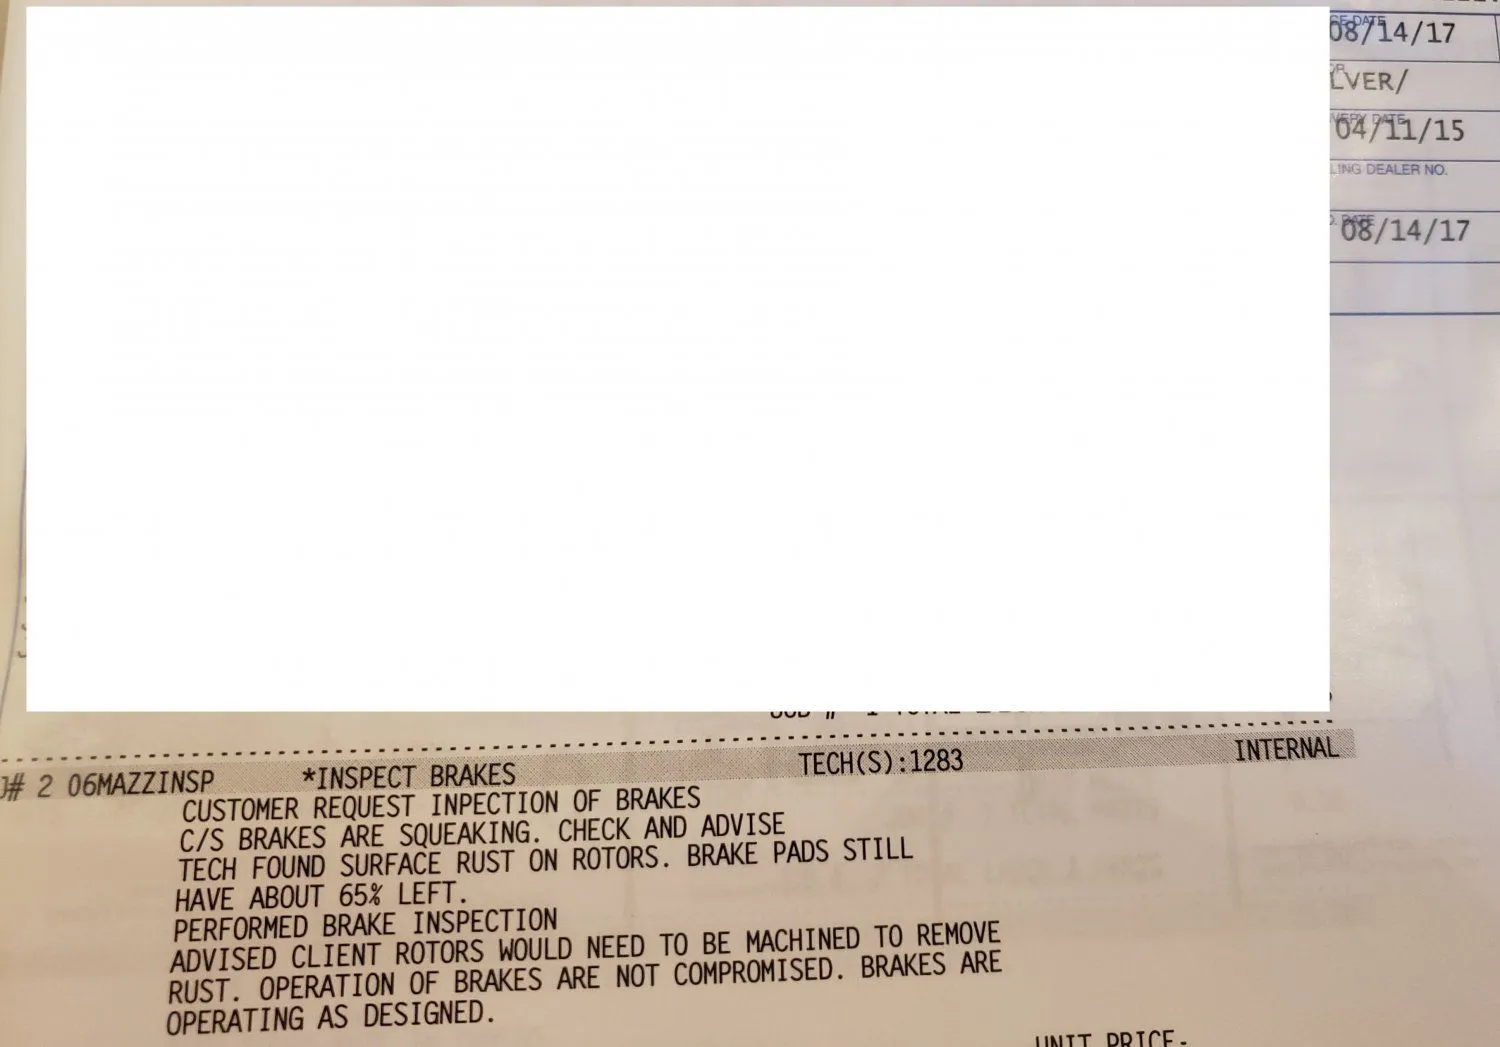 08/14/17
LVER/
04/11/15
LING DEALER NO.
08/14/17
# 2 06MAZZINSP *INSPECT BRAKES TECH(S):1283 INTERNAL
CUSTOMER REQUEST INPECTION OF BRAKES
C/S BRAKES ARE SQUEAKING. CHECK AND ADVISE
TECH FOUND SURFACE RUST ON ROTORS. BRAKE PADS STILL
HAVE ABOUT 65% LEFT.
PERFORMED BRAKE INSPECTION
ADVISED CLIENT ROTORS WOULD NEED TO BE MACHINED TO REMOVE
RUST. OPERATION OF BRAKES ARE NOT COMPROMISED. BRAKES ARE
OPERATING AS DESIGNED.
UNIT PRICE-